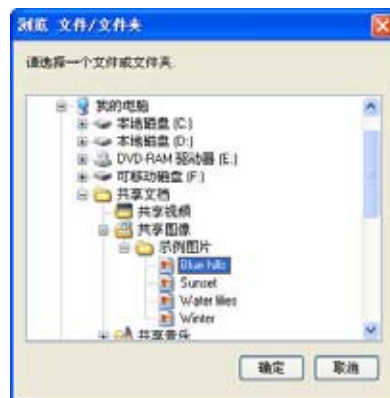 浏览 文件/文件夹
请选择一个文件或文件夹.
我的电脑
本地磁盘 (C:)
本地磁盘 (D:)
DVD-RAM 驱动器 (E:)
可移动磁盘 (F:)
共享文档
共享视频
共享图像
示例图片
Blue hills
Sunset
Water lilies
Winter
共享音乐
确定
取消